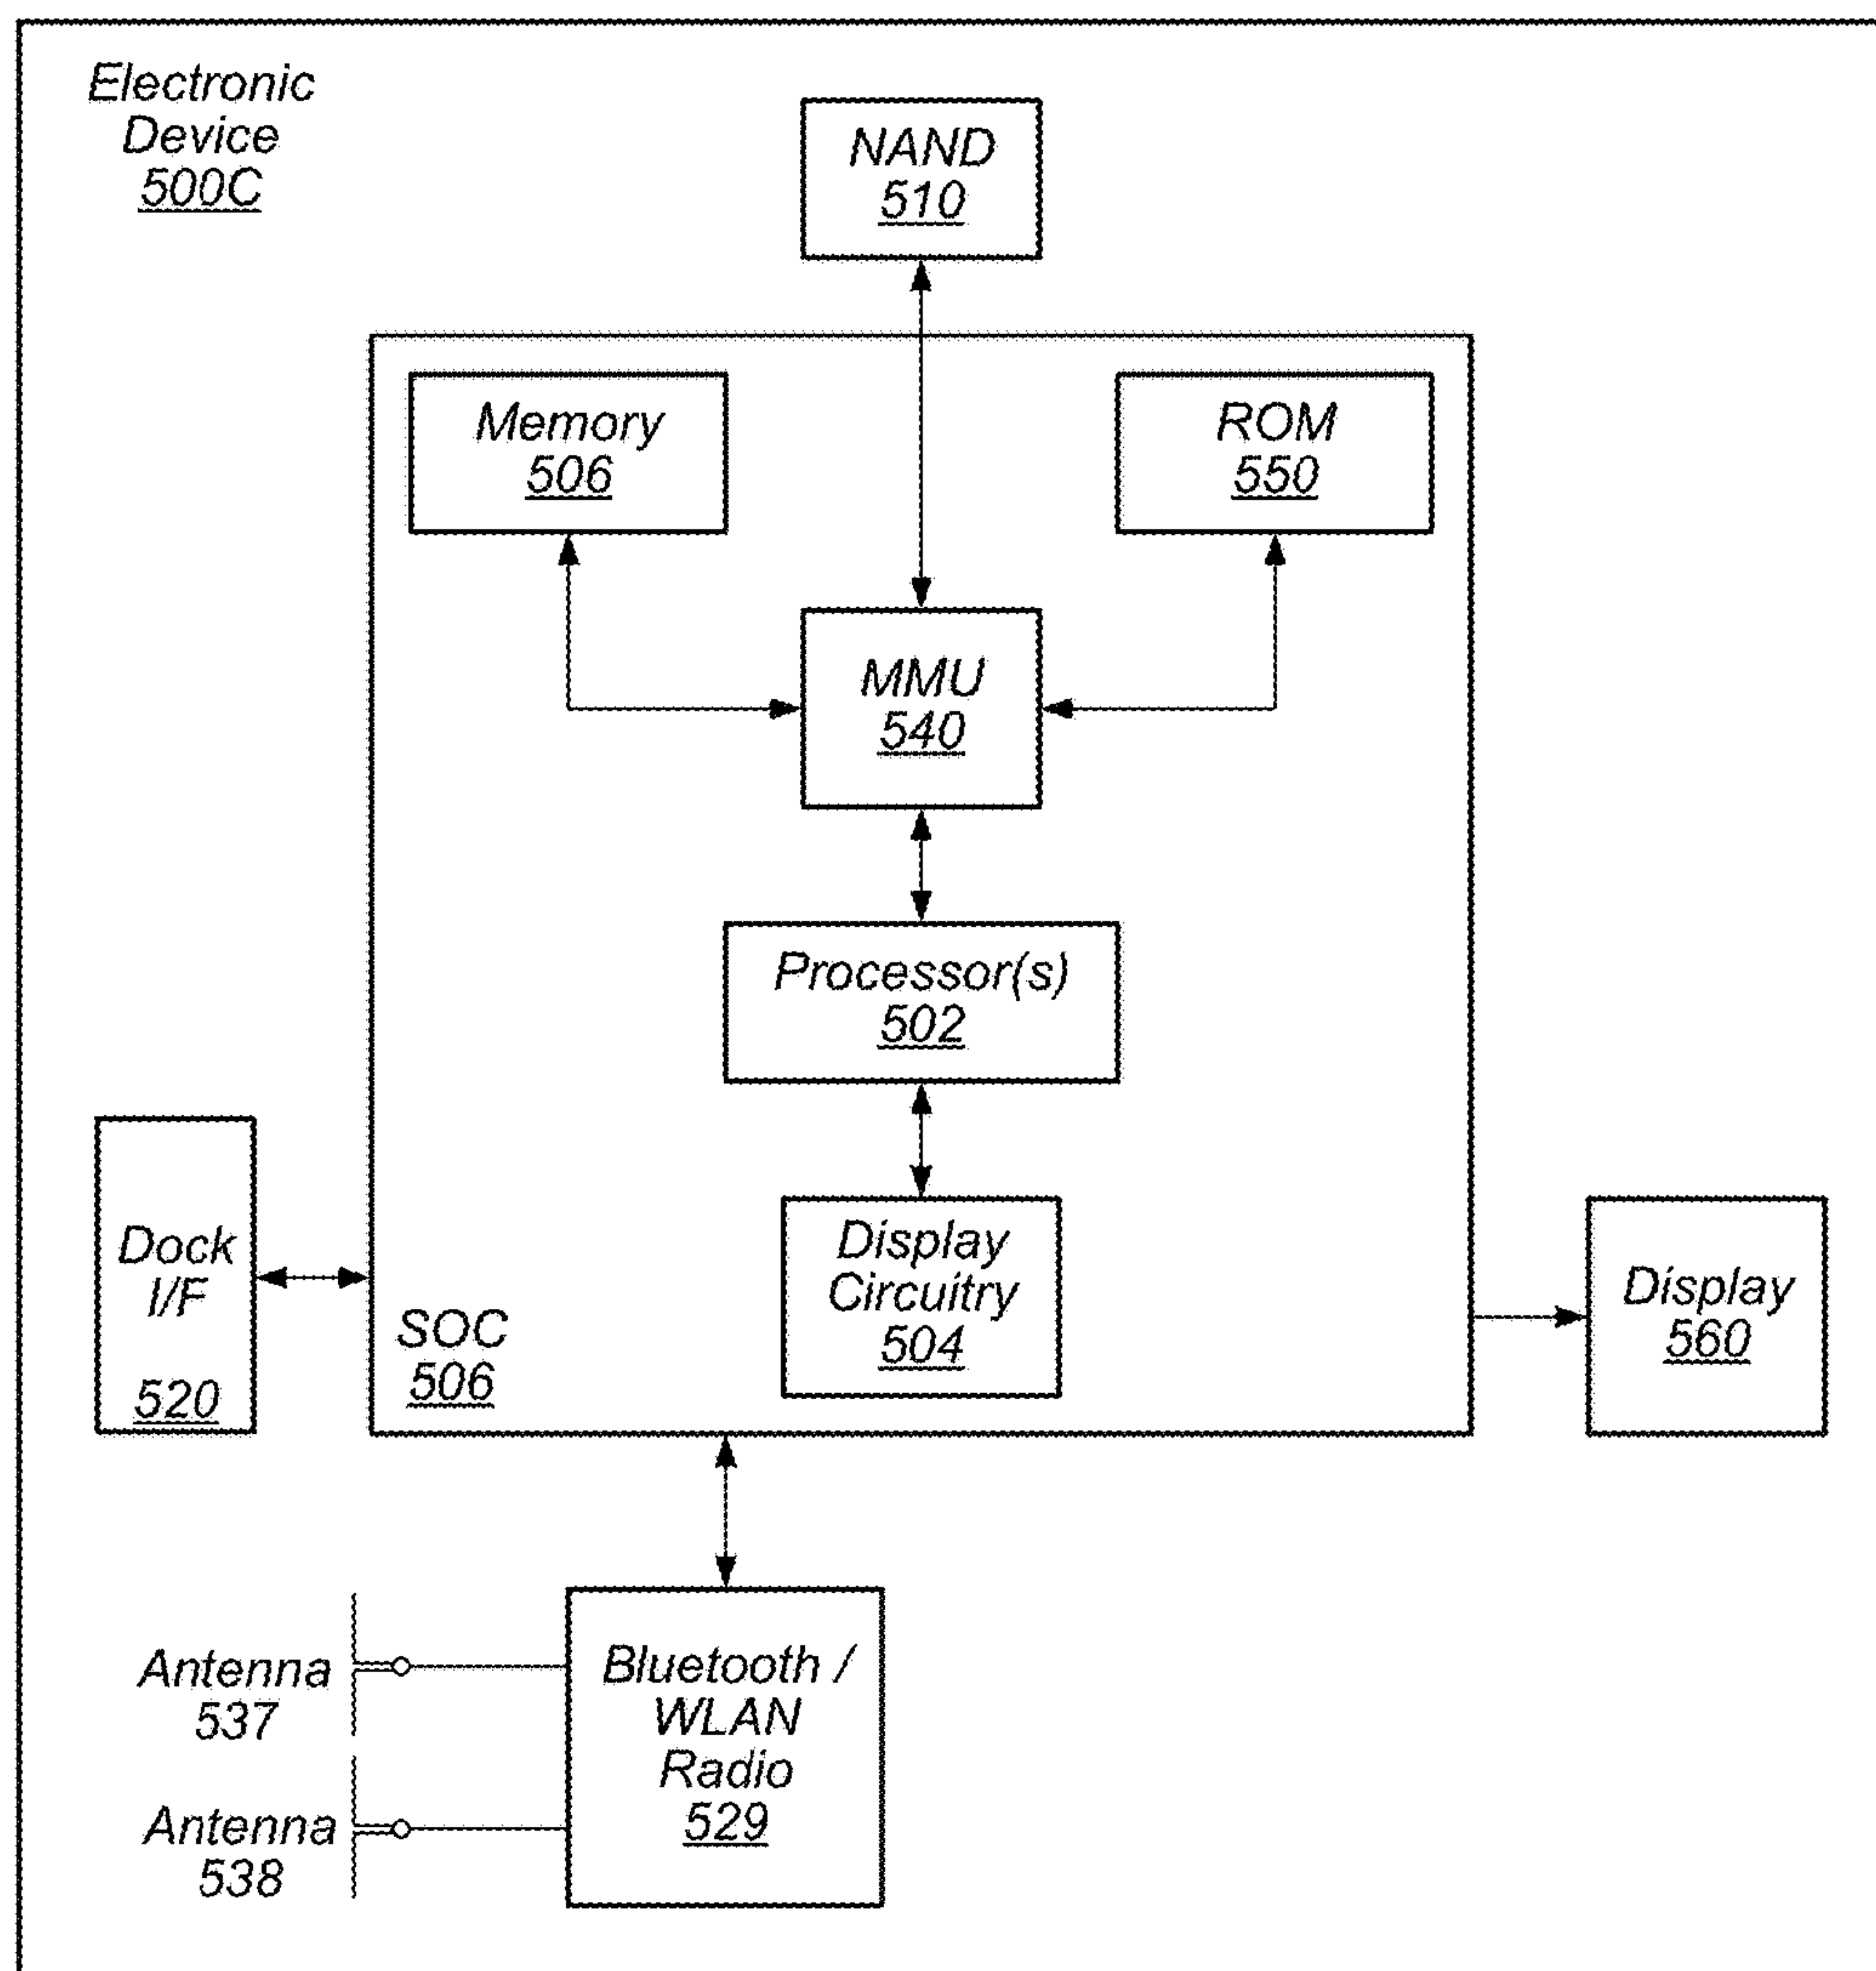 Electronic
Device
500C
NAND
510
Memory
506
ROM
550
MMU
540
Processor(s)
502
Display
Circuitry
504
SOC
506
Dock
I/F
520
Display
560
Bluetooth /
WLAN
Radio
529
Antenna
537
Antenna
538